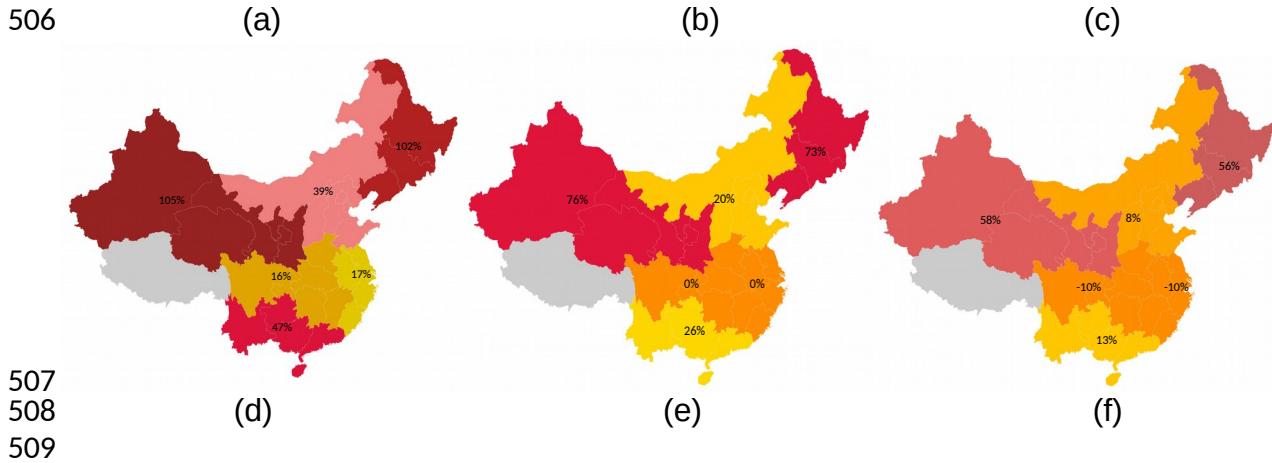 506 (a) (b) (c)
102% 105% 39% 16% 17% 47%
73% 76% 20% 0% 0% 26%
56% 58% 8% -10% -10% 13%
507
508 (d) (e) (f)
509